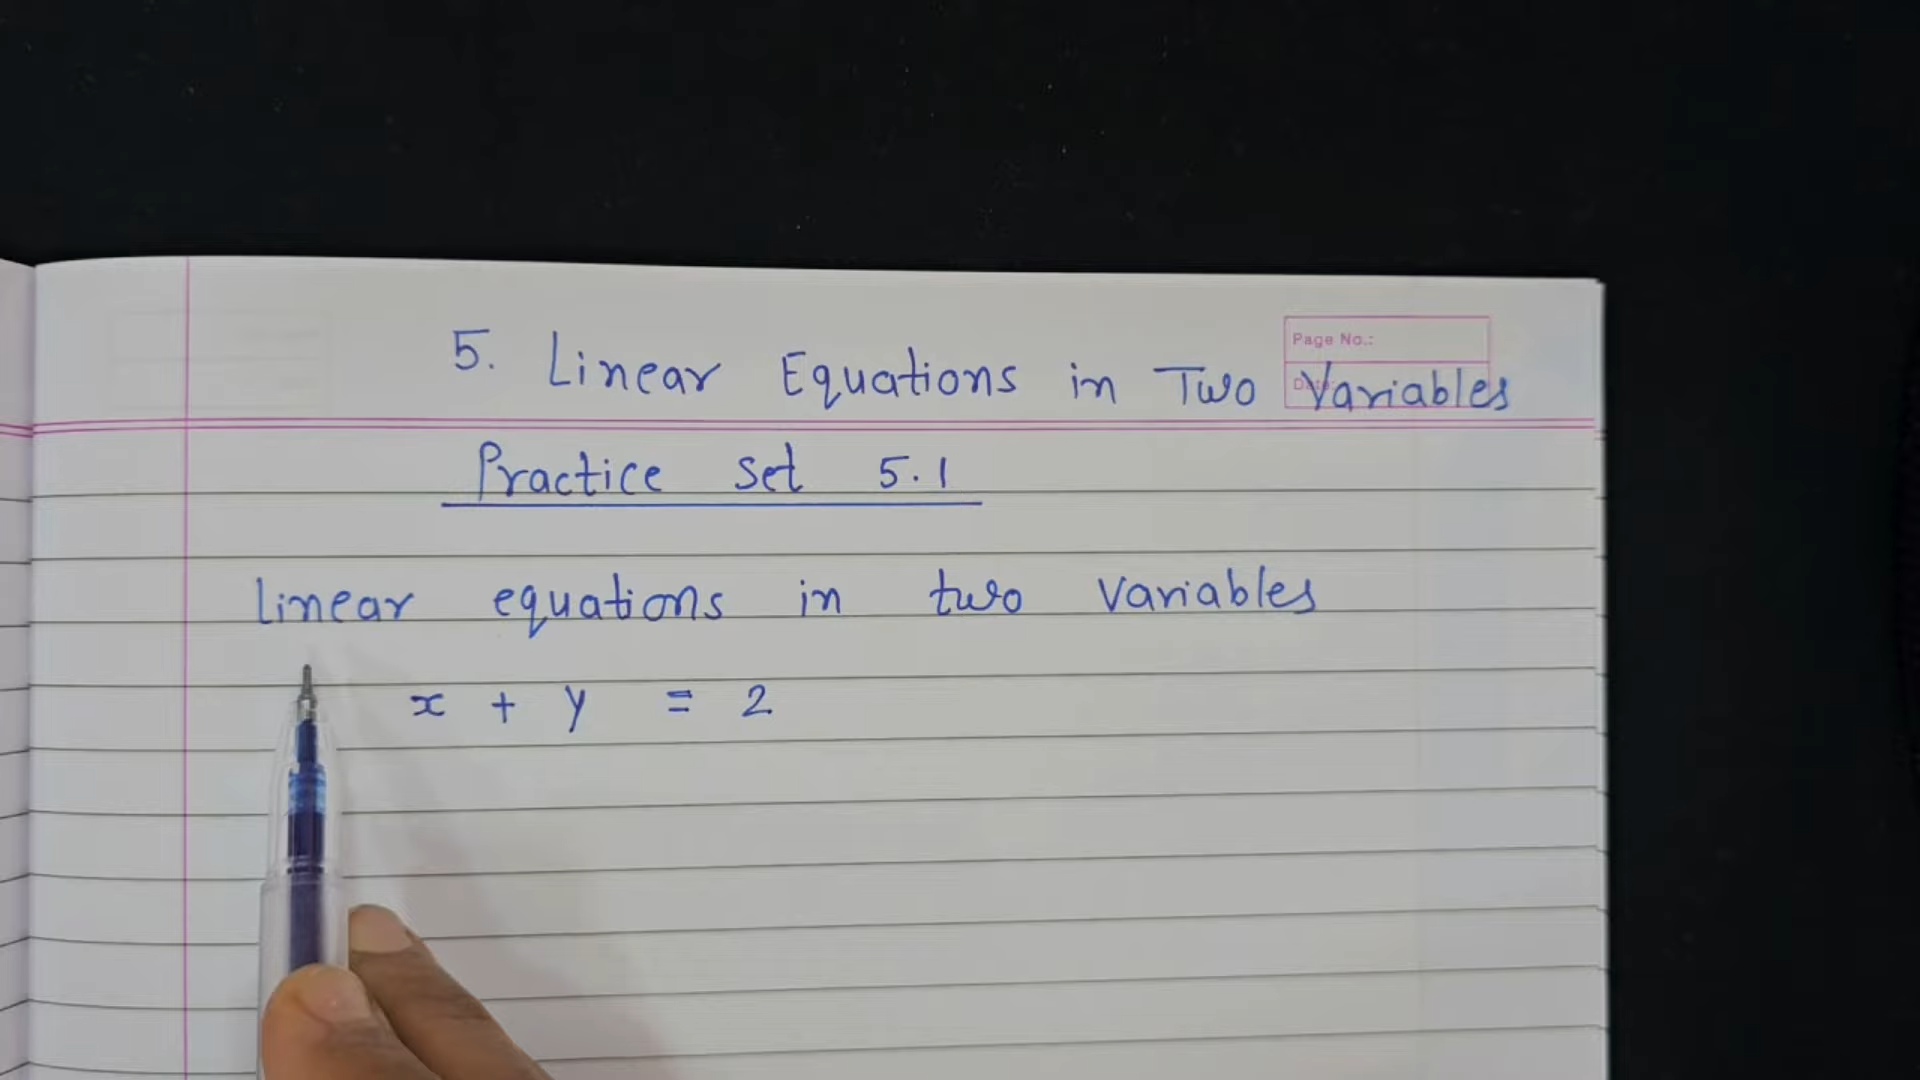 5. Linear Equations in Two Variables
Page No.:
Date:
Practice Set 5.1
Linear equations in two variables
x + y = 2